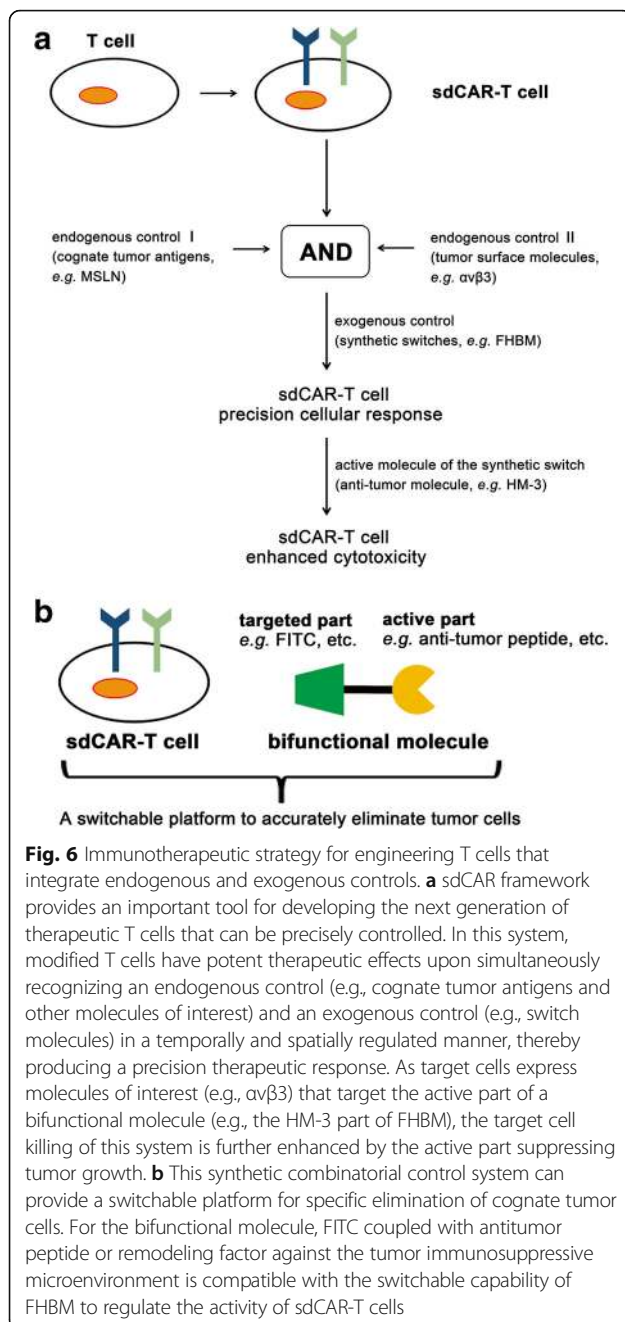 a
T cell
sdCAR-T cell
endogenous control I
(cognate tumor antigens,
e.g. MSLN)
AND
endogenous control II
(tumor surface molecules,
e.g. αvβ3)
exogenous control
(synthetic switches, e.g. FHBM)
sdCAR-T cell
precision cellular response
active molecule of the synthetic switch
(anti-tumor molecule, e.g. HM-3)
sdCAR-T cell
enhanced cytotoxicity
b
targeted part
e.g. FITC, etc.
active part
e.g. anti-tumor peptide, etc.
sdCAR-T cell
bifunctional molecule
A switchable platform to accurately eliminate tumor cells
Fig. 6 Immunotherapeutic strategy for engineering T cells that
integrate endogenous and exogenous controls. a sdCAR framework
provides an important tool for developing the next generation of
therapeutic T cells that can be precisely controlled. In this system,
modified T cells have potent therapeutic effects upon simultaneously
recognizing an endogenous control (e.g., cognate tumor antigens and
other molecules of interest) and an exogenous control (e.g., switch
molecules) in a temporally and spatially regulated manner, thereby
producing a precision therapeutic response. As target cells express
molecules of interest (e.g., αvβ3) that target the active part of a
bifunctional molecule (e.g., the HM-3 part of FHBM), the target cell
killing of this system is further enhanced by the active part suppressing
tumor growth. b This synthetic combinatorial control system can
provide a switchable platform for specific elimination of cognate tumor
cells. For the bifunctional molecule, FITC coupled with antitumor
peptide or remodeling factor against the tumor immunosuppressive
microenvironment is compatible with the switchable capability of
FHBM to regulate the activity of sdCAR-T cells